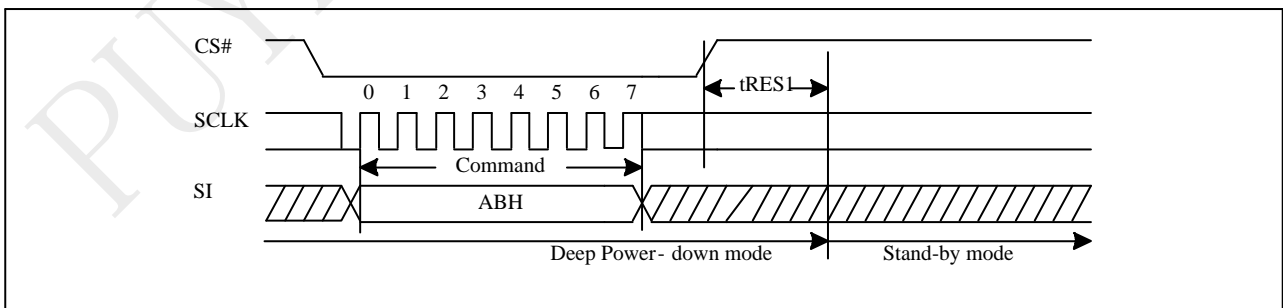 PUY
CS#
tRES1
0 1 2 3 4 5 6 7
SCLK
Command
SI
ABH
Deep Power- down mode
Stand-by mode